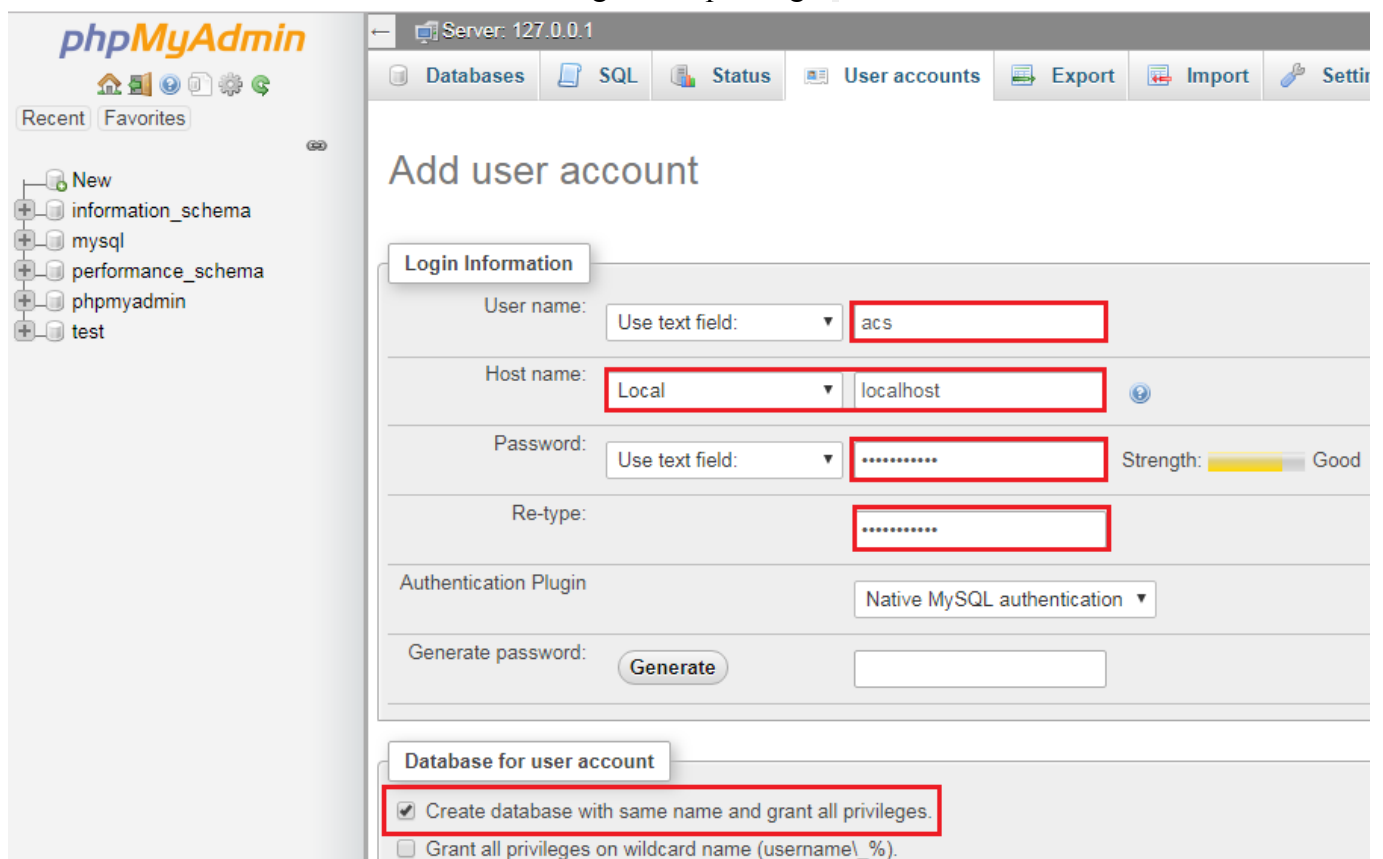 phpMyAdmin
Recent Favorites
New
information_schema
mysql
performance_schema
phpmyadmin
test
Server: 127.0.0.1
Databases SQL Status User accounts Export Import Settin
Add user account
Login Information
User name: Use text field: acs
Host name: Local localhost
Password: Use text field: ••••••••••• Strength: Good
Re-type: •••••••••••
Authentication Plugin Native MySQL authentication
Generate password: Generate
Database for user account
Create database with same name and grant all privileges.
Grant all privileges on wildcard name (username\_%).